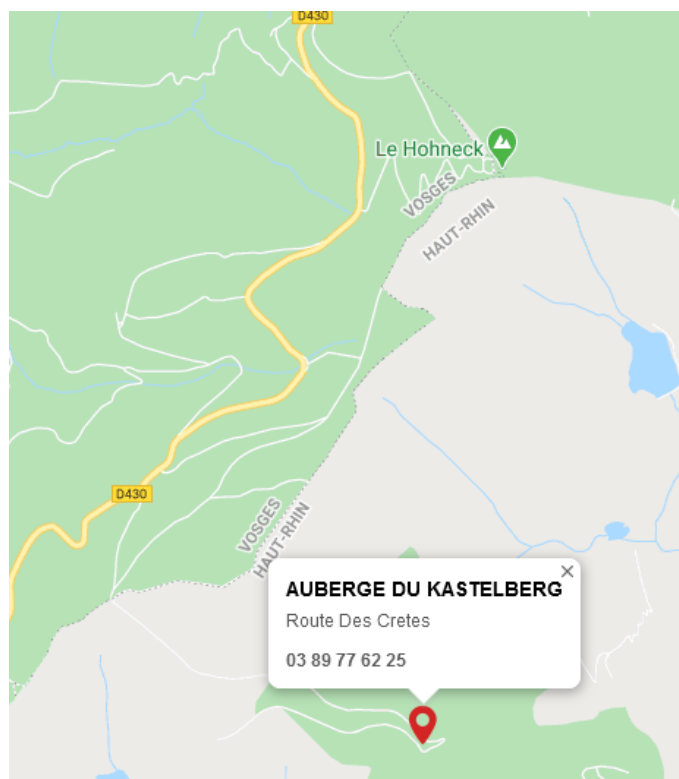 D430
Le Hohneck
VOSGES
HAUT-RHIN
D430
VOSGES
HAUT-RHIN
AUBERGE DU KASTELBERG
Route Des Cretes
03 89 77 62 25